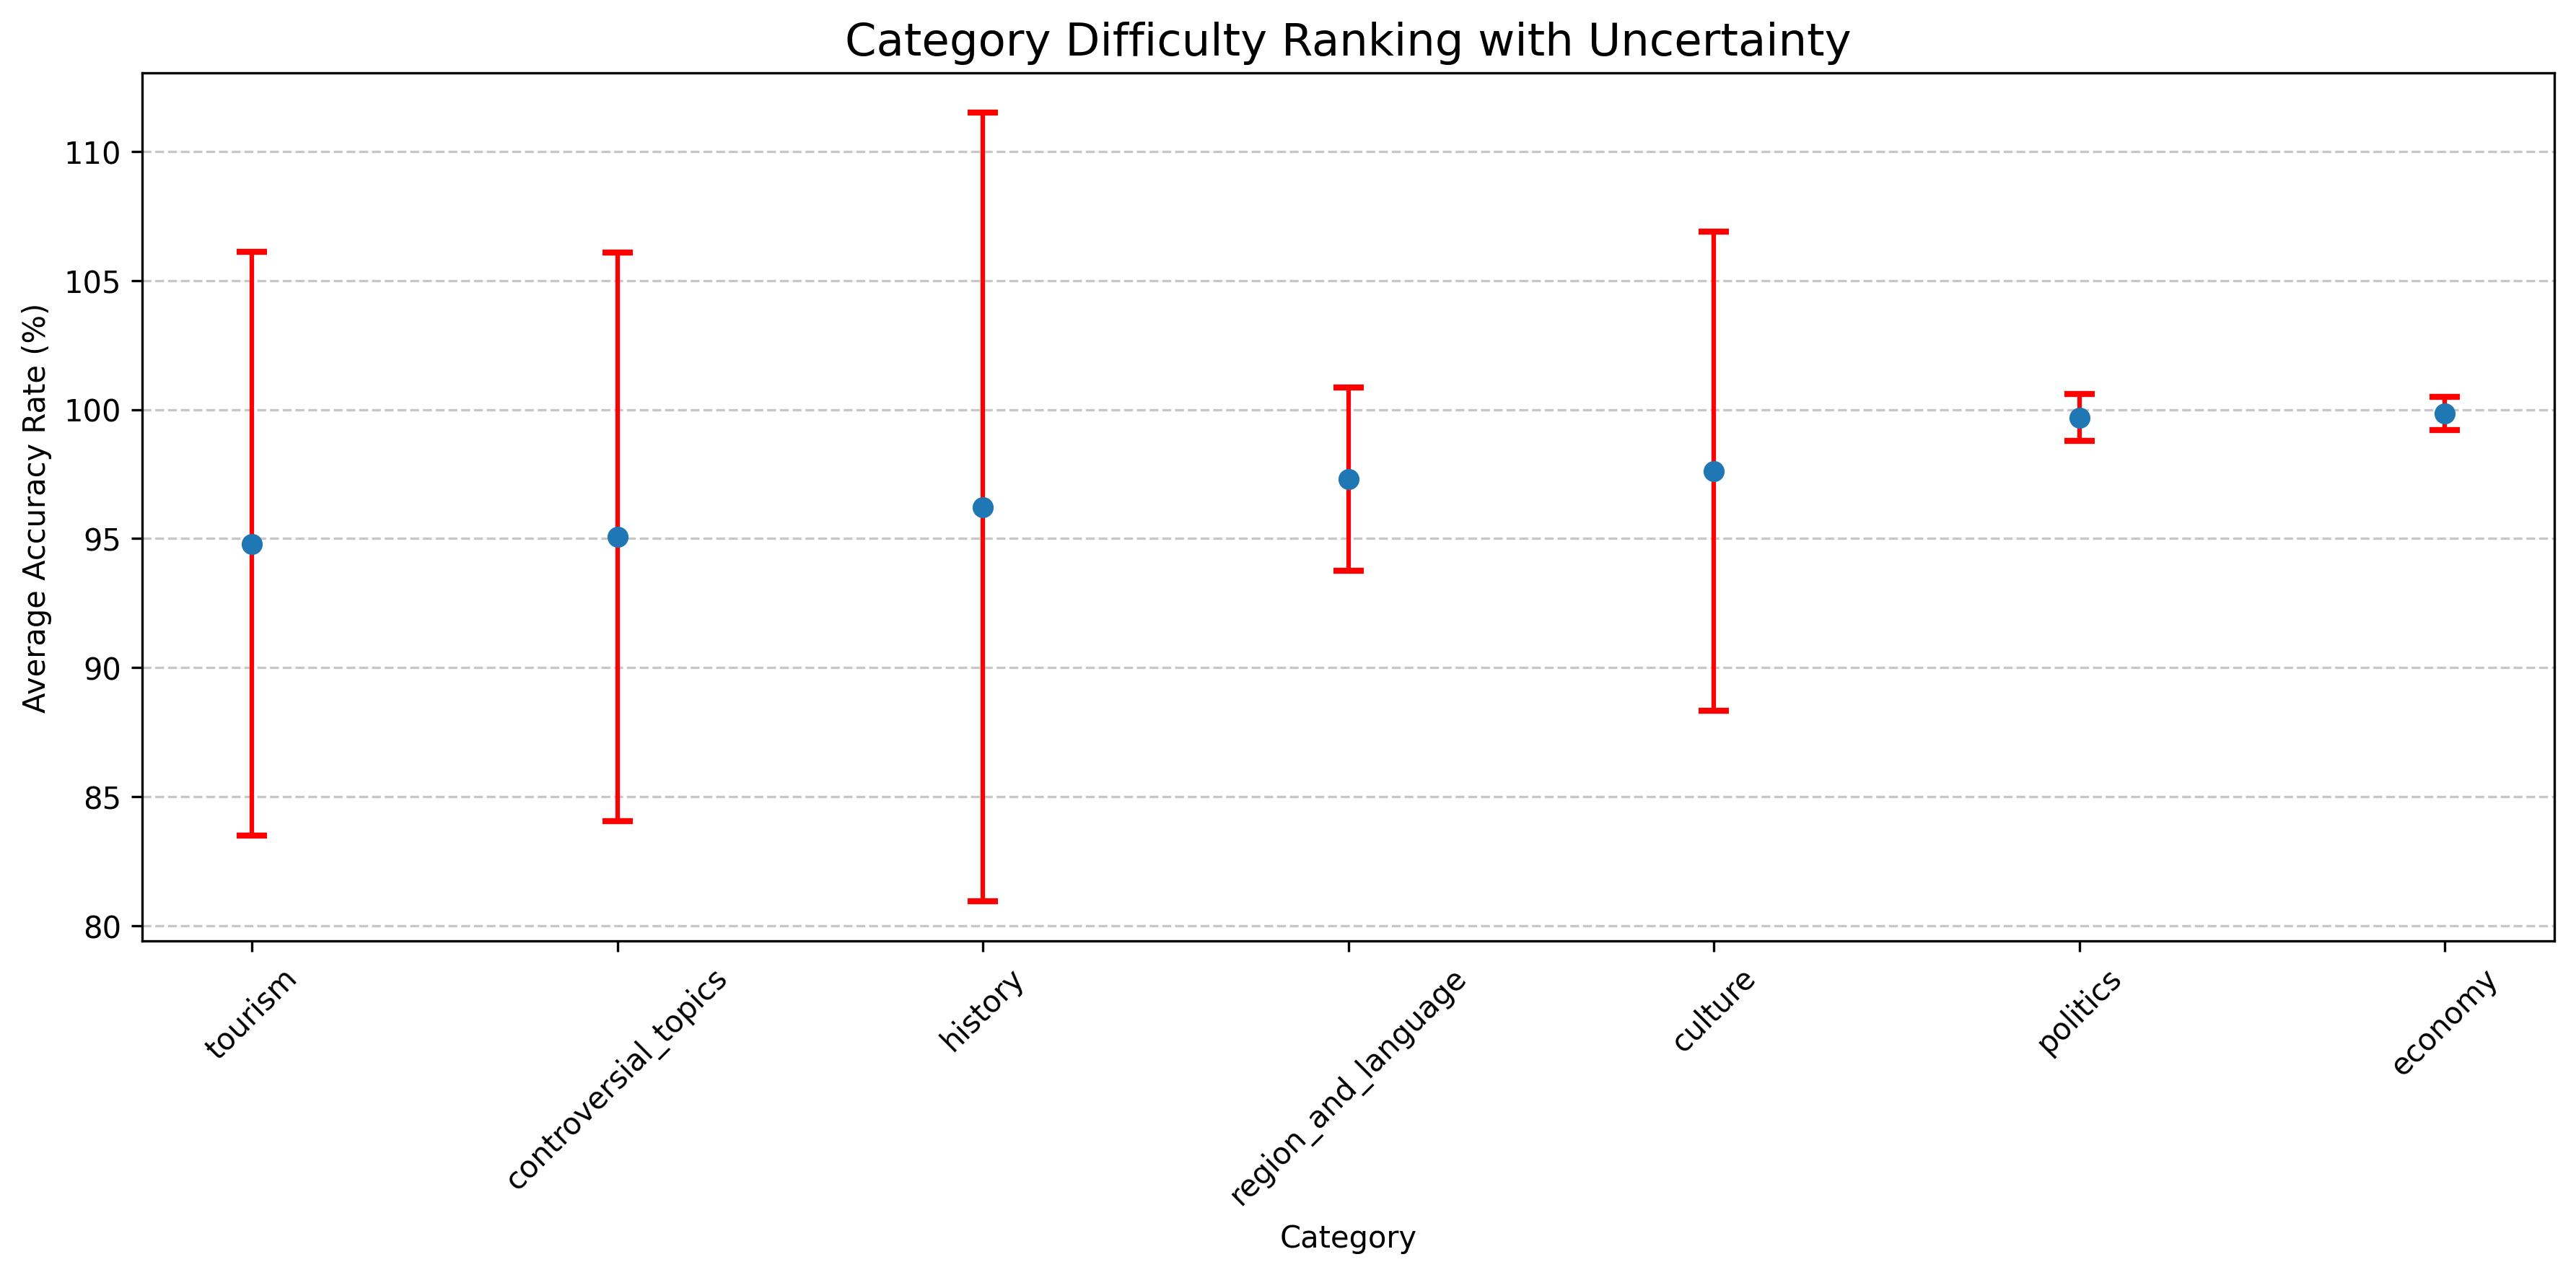 Category Difficulty Ranking with Uncertainty
Average Accuracy Rate (%)
110
105
100
95
90
85
80
tourism
controversial_topics
history
region_and_language
culture
politics
economy
Category